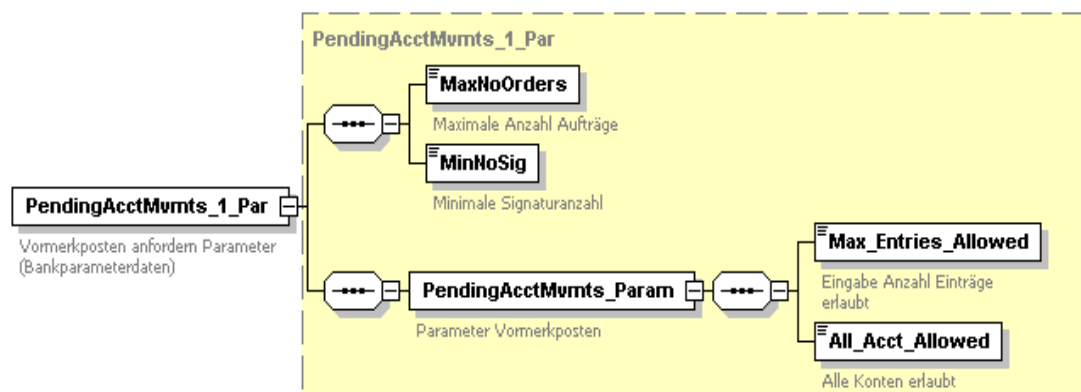 PendingAcctMvmts_1_Par
MaxNoOrders
Maximale Anzahl Aufträge
MinNoSig
Minimale Signaturanzahl
PendingAcctMvmts_1_Par
Vormerkposten anfordern Parameter
(Bankparameterdaten)
PendingAcctMvmts_Param
Parameter Vormerkposten
Max_Entries_Allowed
Eingabe Anzahl Einträge
erlaubt
All_Acct_Allowed
Alle Konten erlaubt